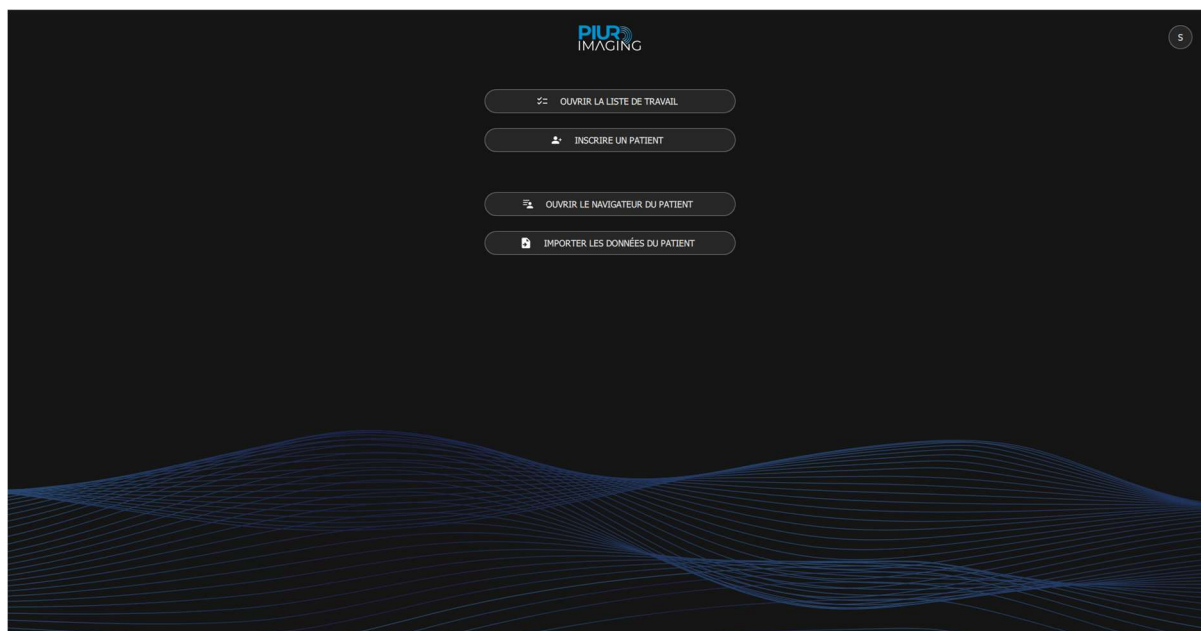 PIUR
IMAGING
S
OUVRIR LA LISTE DE TRAVAIL
INSCRIRE UN PATIENT
OUVRIR LE NAVIGATEUR DU PATIENT
IMPORTER LES DONNÉES DU PATIENT